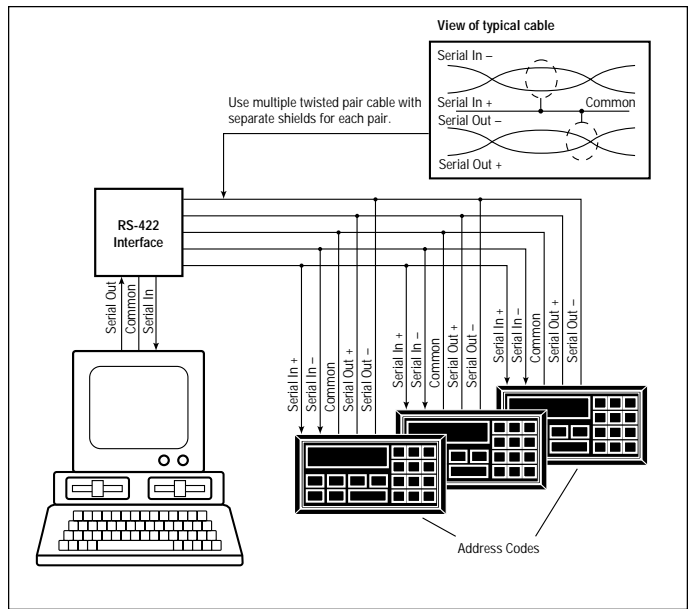 View of typical cable
Serial In –
Serial In +
Common
Serial Out –
Serial Out +
Use multiple twisted pair cable with
separate shields for each pair.
RS-422
Interface
Serial Out
Common
Serial In
Serial In +
Serial In –
Common
Serial Out +
Serial Out –
Serial In +
Serial In –
Common
Serial Out +
Serial Out –
Serial In +
Serial In –
Common
Serial Out +
Serial Out –
Address Codes